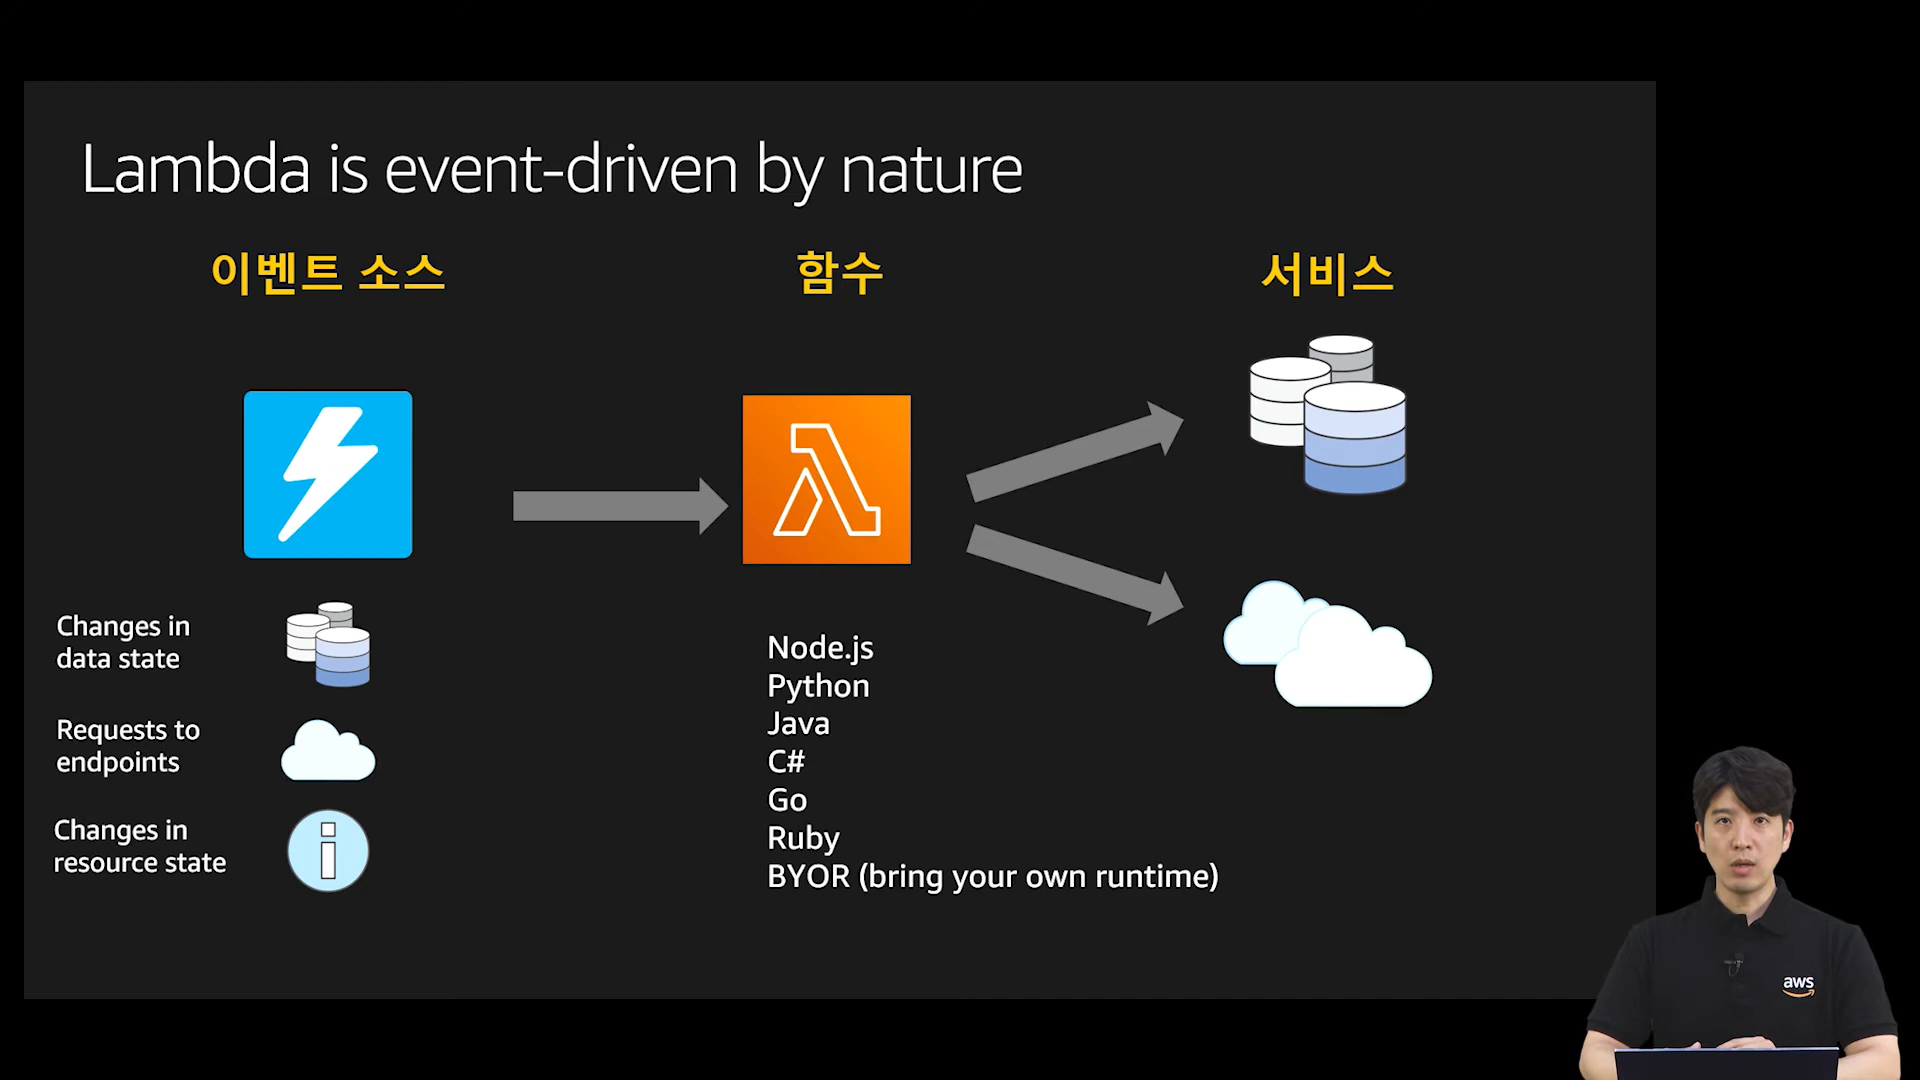 Lambda is event-driven by nature
이벤트 소스
함수
서비스
Changes in
data state
Requests to
endpoints
Changes in
resource state
Node.js
Python
Java
C#
Go
Ruby
BYOR (bring your own runtime)
aws